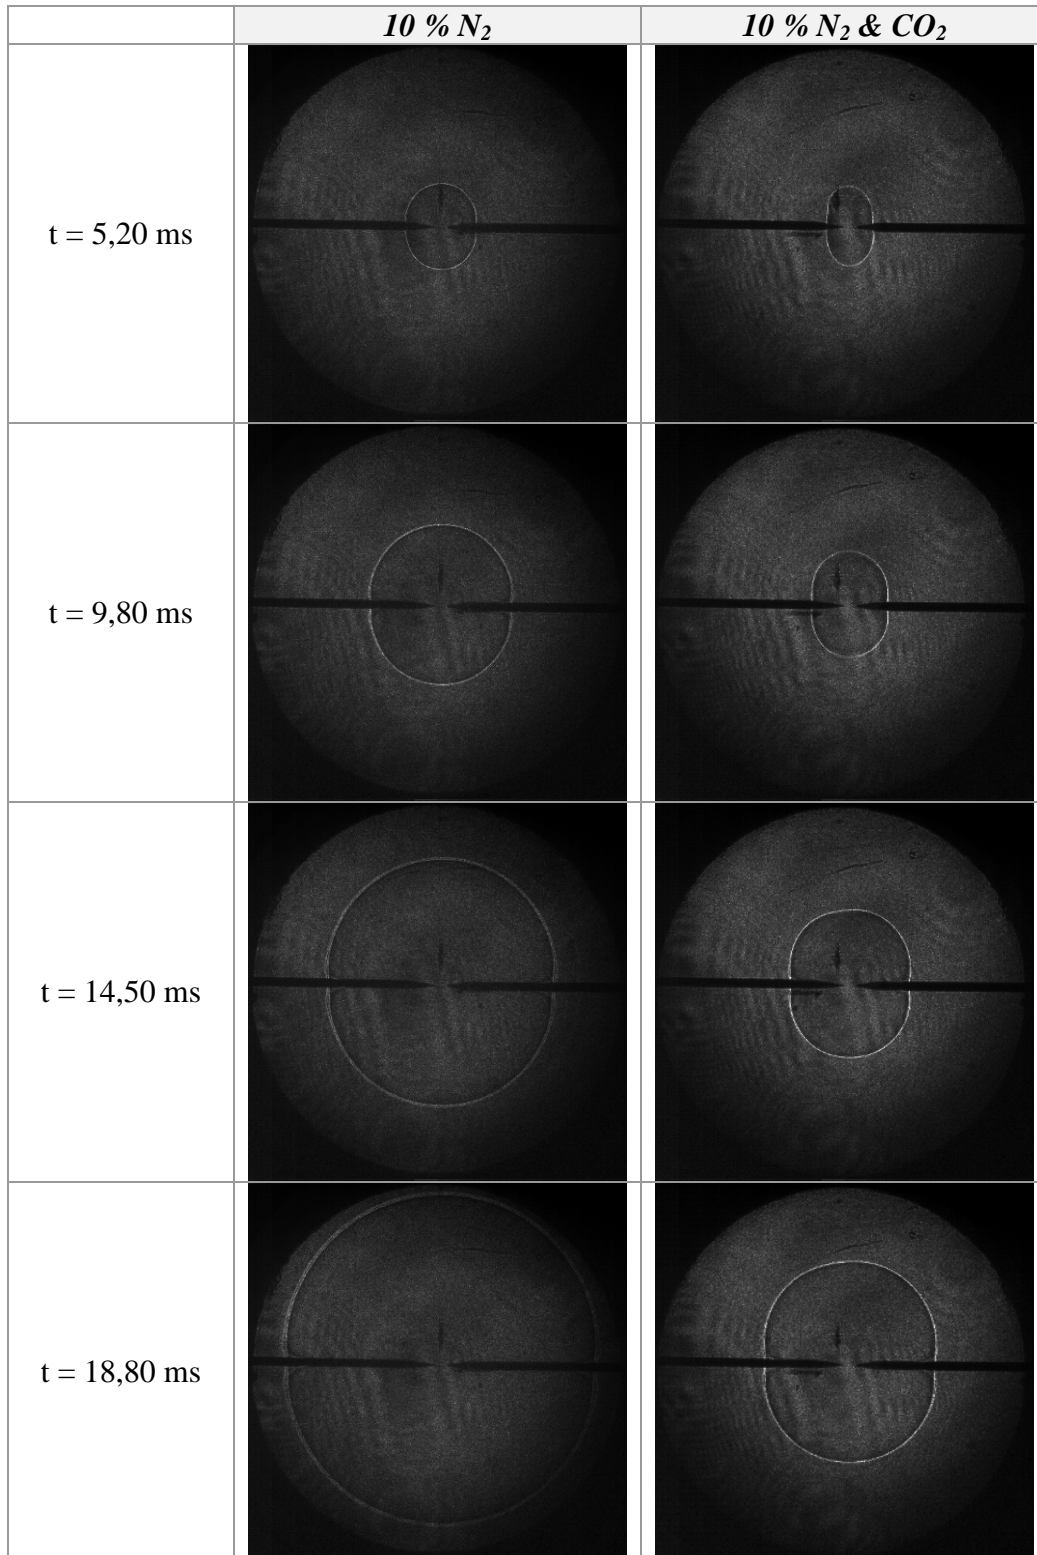 10 % N₂ 10 % N₂ & CO₂
t = 5,20 ms
t = 9,80 ms
t = 14,50 ms
t = 18,80 ms